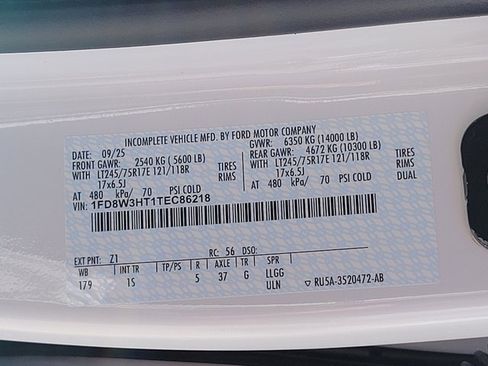 INCOMPLETE VEHICLE MFD. BY FORD MOTOR COMPANY
DATE: 09/25 GVWR: 6350 KG (14000 LB)
FRONT GAWR: 2540 KG ( 5600 LB) REAR GAWR: 4672 KG (10300 LB)
WITH LT245/75R17E 121/118R TIRES WITH LT245/75R17E 121/118R TIRES
17x6.5J RIMS 17x6.5J RIMS
AT 480 kPa/ 70 PSI COLD AT 480 kPa/ 70 PSI COLD
VIN: 1FD8W3HT1TEC86218
EXT PNT: Z1 RC: 56 DSO:
WB INT TR TP/PS R AXLE TR SPR
179 1S 5 37 G LLGG
ULN ▽ RU5A-3520472-AB